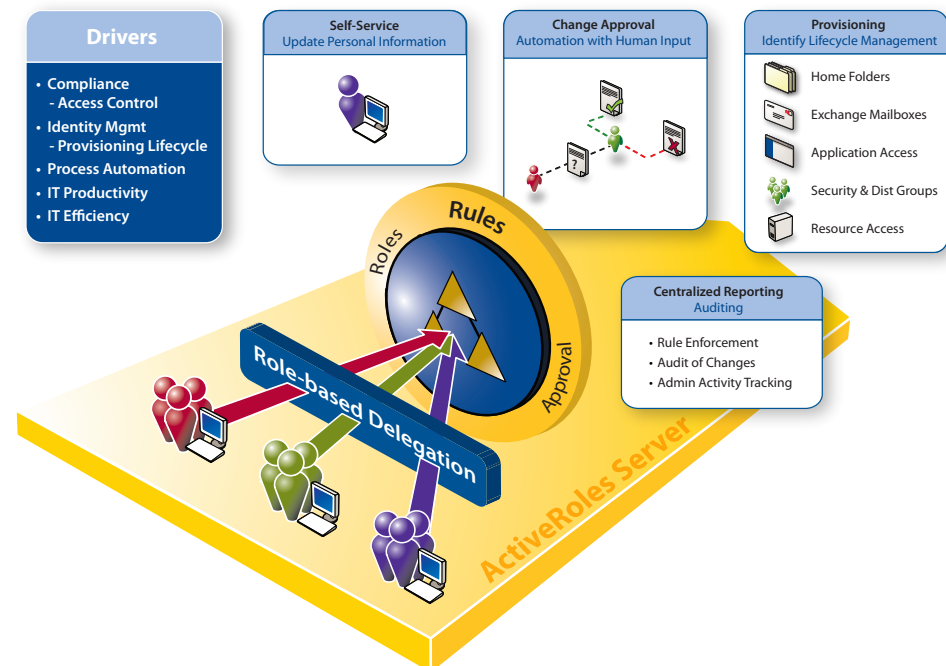 Drivers
• Compliance
- Access Control
• Identity Mgmt
- Provisioning Lifecycle
• Process Automation
• IT Productivity
• IT Efficiency
Self-Service
Update Personal Information
Change Approval
Automation with Human Input
?
Provisioning
Identify Lifecycle Management
Home Folders
Exchange Mailboxes
Application Access
Security & Dist Groups
Resource Access
Roles
Rules
Approval
Centralized Reporting
Auditing
• Rule Enforcement
• Audit of Changes
• Admin Activity Tracking
Role-based Delegation
ActiveRoles Server